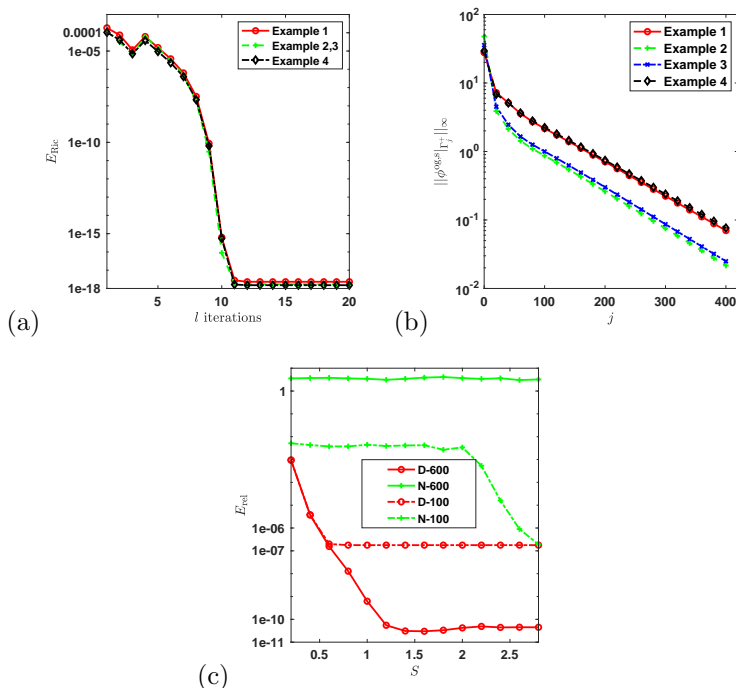 0.0001
1e-05
1e-10
1e-15
1e-18
5
10
15
20
E_Ric
l iterations
Example 1
Example 2,3
Example 4
(a)
10^2
10^1
10^0
10^-1
10^-2
0
100
200
300
400
||φ^og,s|_Γ_j^+||_∞
j
Example 1
Example 2
Example 3
Example 4
(b)
1
1e-06
1e-07
1e-10
1e-11
0.5
1
1.5
2
2.5
E_rel
S
D-600
N-600
D-100
N-100
(c)